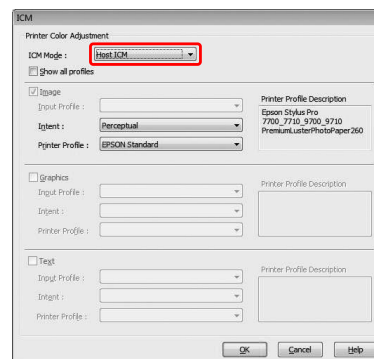 ICM
Printer Color Adjustment
ICM Mode : Host ICM
Show all profiles
Image
Input Profile :
Intent : Perceptual
Printer Profile : EPSON Standard
Printer Profile Description
Epson Stylus Pro
7700_7710_9700_9710
PremiumLusterPhotoPaper260
Graphics
Input Profile :
Intent :
Printer Profile :
Printer Profile Description
Text
Input Profile :
Intent :
Printer Profile :
Printer Profile Description
OK Cancel Help